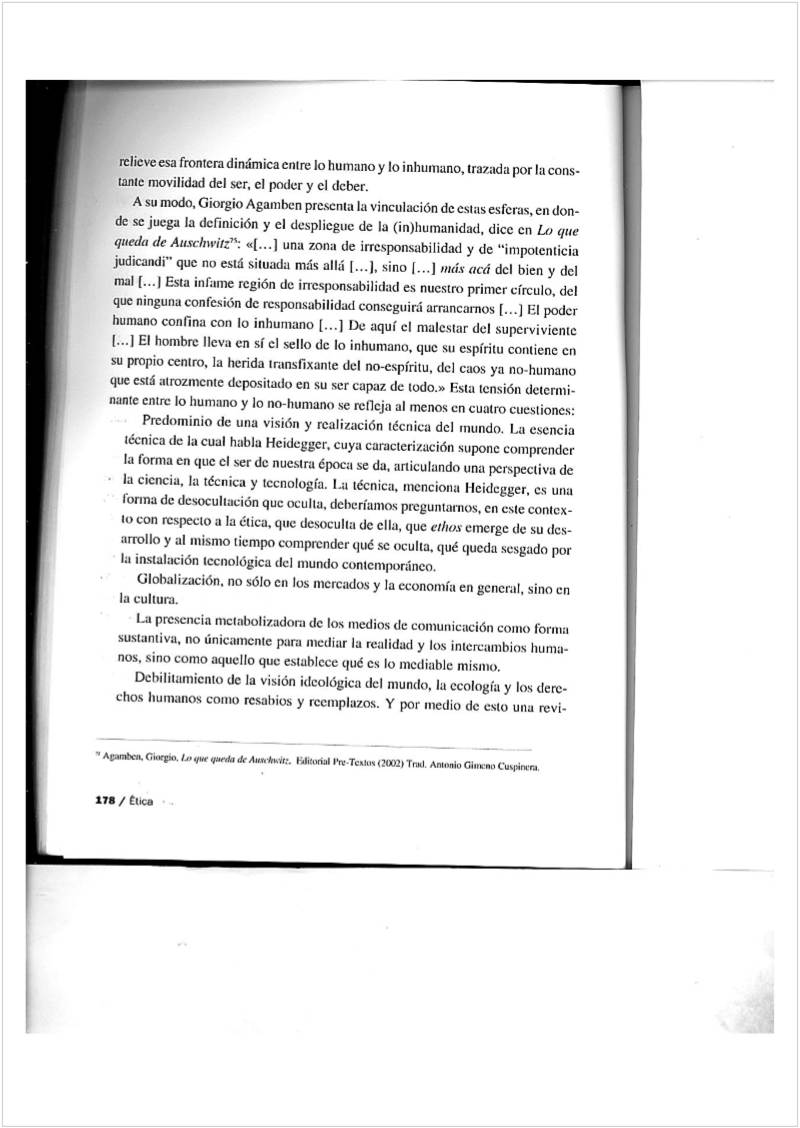 relieve esa frontera dinámica entre lo humano y lo inhumano, trazada por la cons-
tante movilidad del ser, el poder y el deber.
A su modo, Giorgio Agamben presenta la vinculación de estas esferas, en don-
de se juega la definición y el despliegue de la (in)humanidad, dice en Lo que
queda de Auschwitz⁷⁵: «[…] una zona de irresponsabilidad y de “impotenticia
judicandi” que no está situada más allá […], sino […] más acá del bien y del
mal […] Esta infame región de irresponsabilidad es nuestro primer círculo, del
que ninguna confesión de responsabilidad conseguirá arrancarnos […] El poder
humano confina con lo inhumano […] De aquí el malestar del superviviente
[…] El hombre lleva en sí el sello de lo inhumano, que su espíritu contiene en
su propio centro, la herida transfixante del no-espíritu, del caos ya no-humano
que está atrozmente depositado en su ser capaz de todo.» Esta tensión determi-
nante entre lo humano y lo no-humano se refleja al menos en cuatro cuestiones:
Predominio de una visión y realización técnica del mundo. La esencia
técnica de la cual habla Heidegger, cuya caracterización supone comprender
la forma en que el ser de nuestra época se da, articulando una perspectiva de
la ciencia, la técnica y tecnología. La técnica, menciona Heidegger, es una
forma de desocultación que oculta, deberíamos preguntarnos, en este contex-
to con respecto a la ética, que desoculta de ella, que ethos emerge de su des-
arrollo y al mismo tiempo comprender qué se oculta, qué queda sesgado por
la instalación tecnológica del mundo contemporáneo.
Globalización, no sólo en los mercados y la economía en general, sino en
la cultura.
La presencia metabolizadora de los medios de comunicación como forma
sustantiva, no únicamente para mediar la realidad y los intercambios huma-
nos, sino como aquello que establece qué es lo mediable mismo.
Debilitamiento de la visión ideológica del mundo, la ecología y los dere-
chos humanos como resabios y reemplazos. Y por medio de esto una revi-
⁷⁵ Agamben, Giorgio, Lo que queda de Auschwitz, Editorial Pre-Textos (2002) Trad. Antonio Gimeno Cuspinera.
178 / Ética